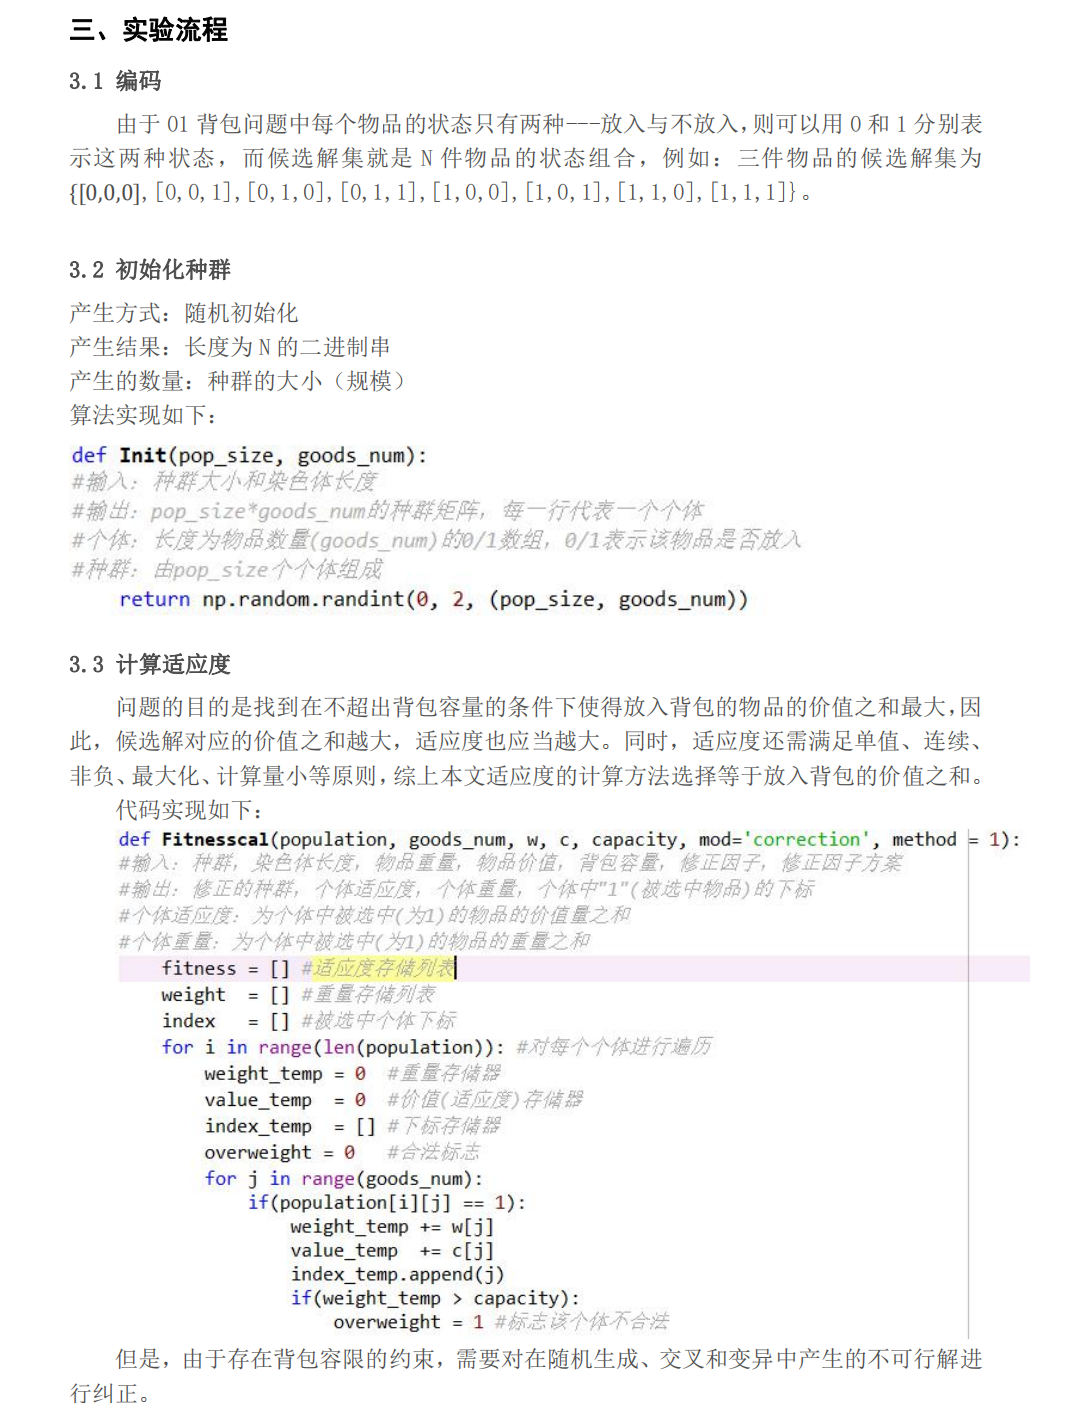 三、实验流程
3.1 编码
由于 01 背包问题中每个物品的状态只有两种---放入与不放入,则可以用 0 和 1 分别表
示这两种状态，而候选解集就是 N 件物品的状态组合，例如：三件物品的候选解集为
{[0,0,0],[0,0,1],[0,1,0],[0,1,1],[1,0,0],[1,0,1],[1,1,0],[1,1,1]}。
3.2 初始化种群
产生方式：随机初始化
产生结果：长度为 N 的二进制串
产生的数量：种群的大小（规模）
算法实现如下：
def Init(pop_size, goods_num):
#输入：种群大小和染色体长度
#输出：pop_size*goods_num的种群矩阵，每一行代表一个个体
#个体：长度为物品数量(goods_num)的0/1数组，0/1表示该物品是否放入
#种群：由pop_size个个体组成
return np.random.randint(0, 2, (pop_size, goods_num))
3.3 计算适应度
问题的目的是找到在不超出背包容量的条件下使得放入背包的物品的价值之和最大,因
此，候选解对应的价值之和越大，适应度也应当越大。同时，适应度还需满足单值、连续、
非负、最大化、计算量小等原则,综上本文适应度的计算方法选择等于放入背包的价值之和。
代码实现如下：
def Fitnesscal(population, goods_num, w, c, capacity, mod='correction', method = 1):
#输入：种群，染色体长度，物品重量，物品价值，背包容量，修正因子，修正因子方案
#输出：修正的种群，个体适应度，个体重量，个体中"1"(被选中物品)的下标
#个体适应度：为个体中被选中(为1)的物品的价值量之和
#个体重量：为个体中被选中(为1)的物品的重量之和
fitness = [] #适应度存储列表
weight = [] #重量存储列表
index = [] #被选中个体下标
for i in range(len(population)): #对每个个体进行遍历
weight_temp = 0 #重量存储器
value_temp = 0 #价值(适应度)存储器
index_temp = [] #下标存储器
overweight = 0 #合法标志
for j in range(goods_num):
if(population[i][j] == 1):
weight_temp += w[j]
value_temp += c[j]
index_temp.append(j)
if(weight_temp > capacity):
overweight = 1 #标志该个体不合法
但是，由于存在背包容限的约束，需要对在随机生成、交叉和变异中产生的不可行解进
行纠正。